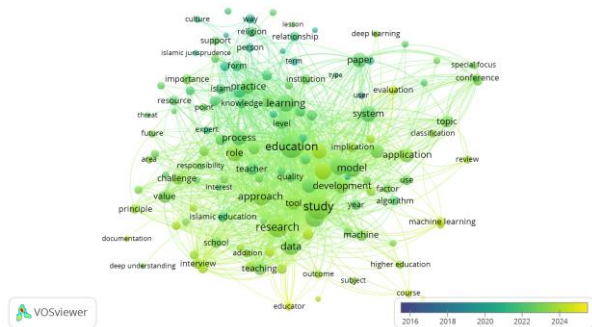 culture
way
lesson
religion
support
relationship
deep learning
person
islamic jurisprudence
term
paper
special focus
form
type
conference
importance
practice
institution
islam
user
evaluation
resource
knowledge
learning
point
system
threat
level
topic
expert
classification
future
process
education
implication
role
application
area
review
responsibility
teacher
model
challenge
quality
interest
development
use
factor
value
approach
tool
algorithm
study
year
principle
islamic education
machine learning
research
documentation
school
machine
data
addition
deep understanding
interview
teaching
higher education
outcome
subject
course
educator
VOSviewer
2016 2018 2020 2022 2024